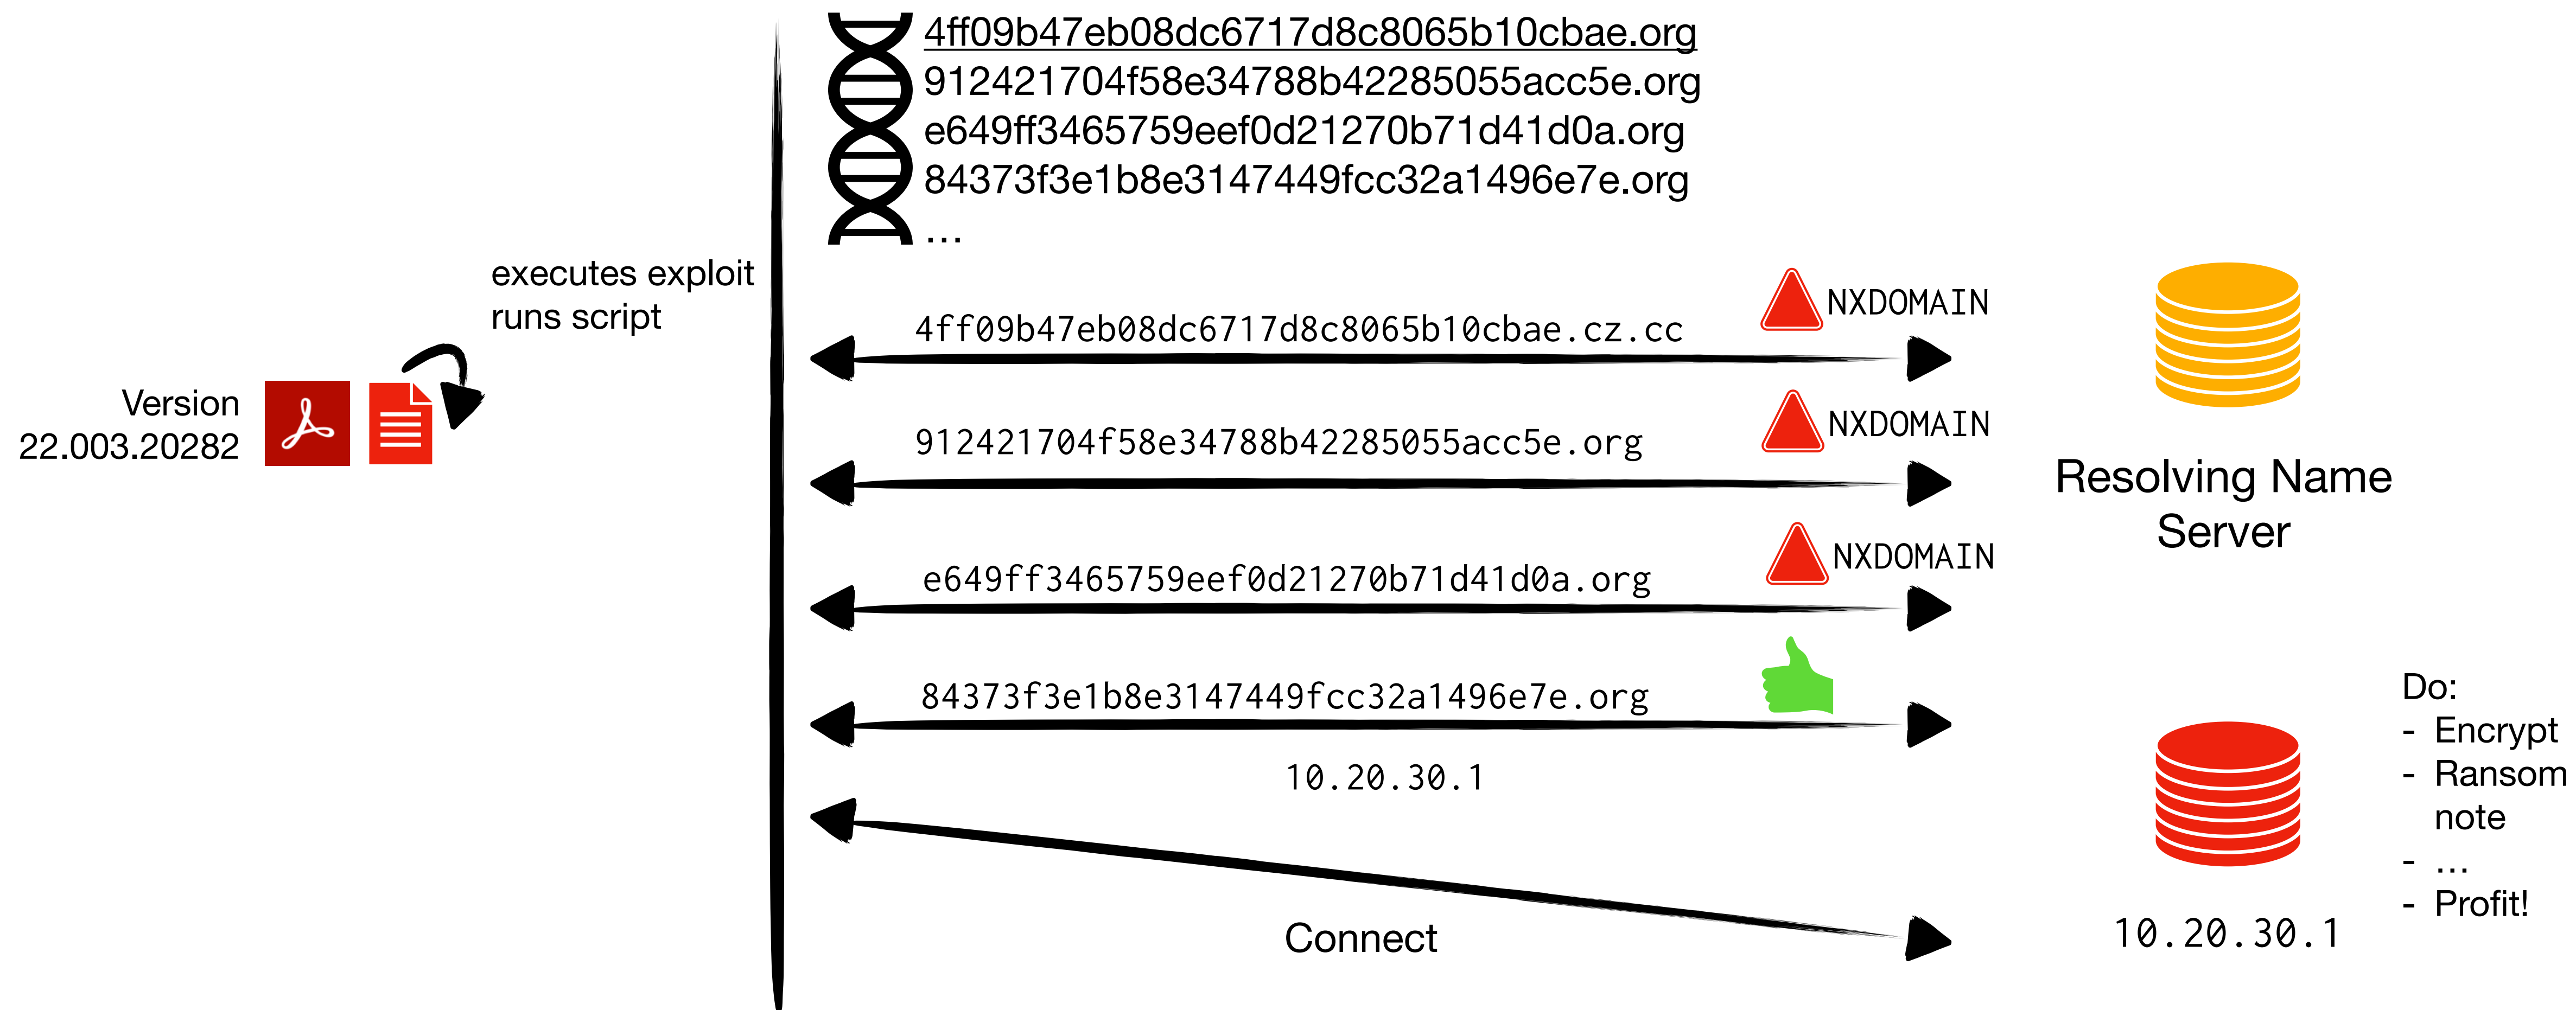 4ff09b47eb08dc6717d8c8065b10cbae.org
912421704f58e34788b42285055acc5e.org
e649ff3465759eef0d21270b71d41d0a.org
84373f3e1b8e3147449fcc32a1496e7e.org
...
executes exploit
runs script
Version
22.003.20282
4ff09b47eb08dc6717d8c8065b10cbae.cz.cc
NXDOMAIN
912421704f58e34788b42285055acc5e.org
NXDOMAIN
e649ff3465759eef0d21270b71d41d0a.org
NXDOMAIN
84373f3e1b8e3147449fcc32a1496e7e.org
10.20.30.1
Connect
Resolving Name
Server
Do:
- Encrypt
- Ransom
note
- ...
- Profit!
10.20.30.1